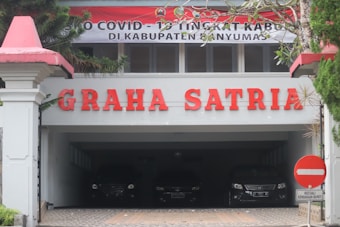 O COVID - 19 TINGKAT KABU
DI KABUPATEN BANYUMAS
GRAHA SATRIA